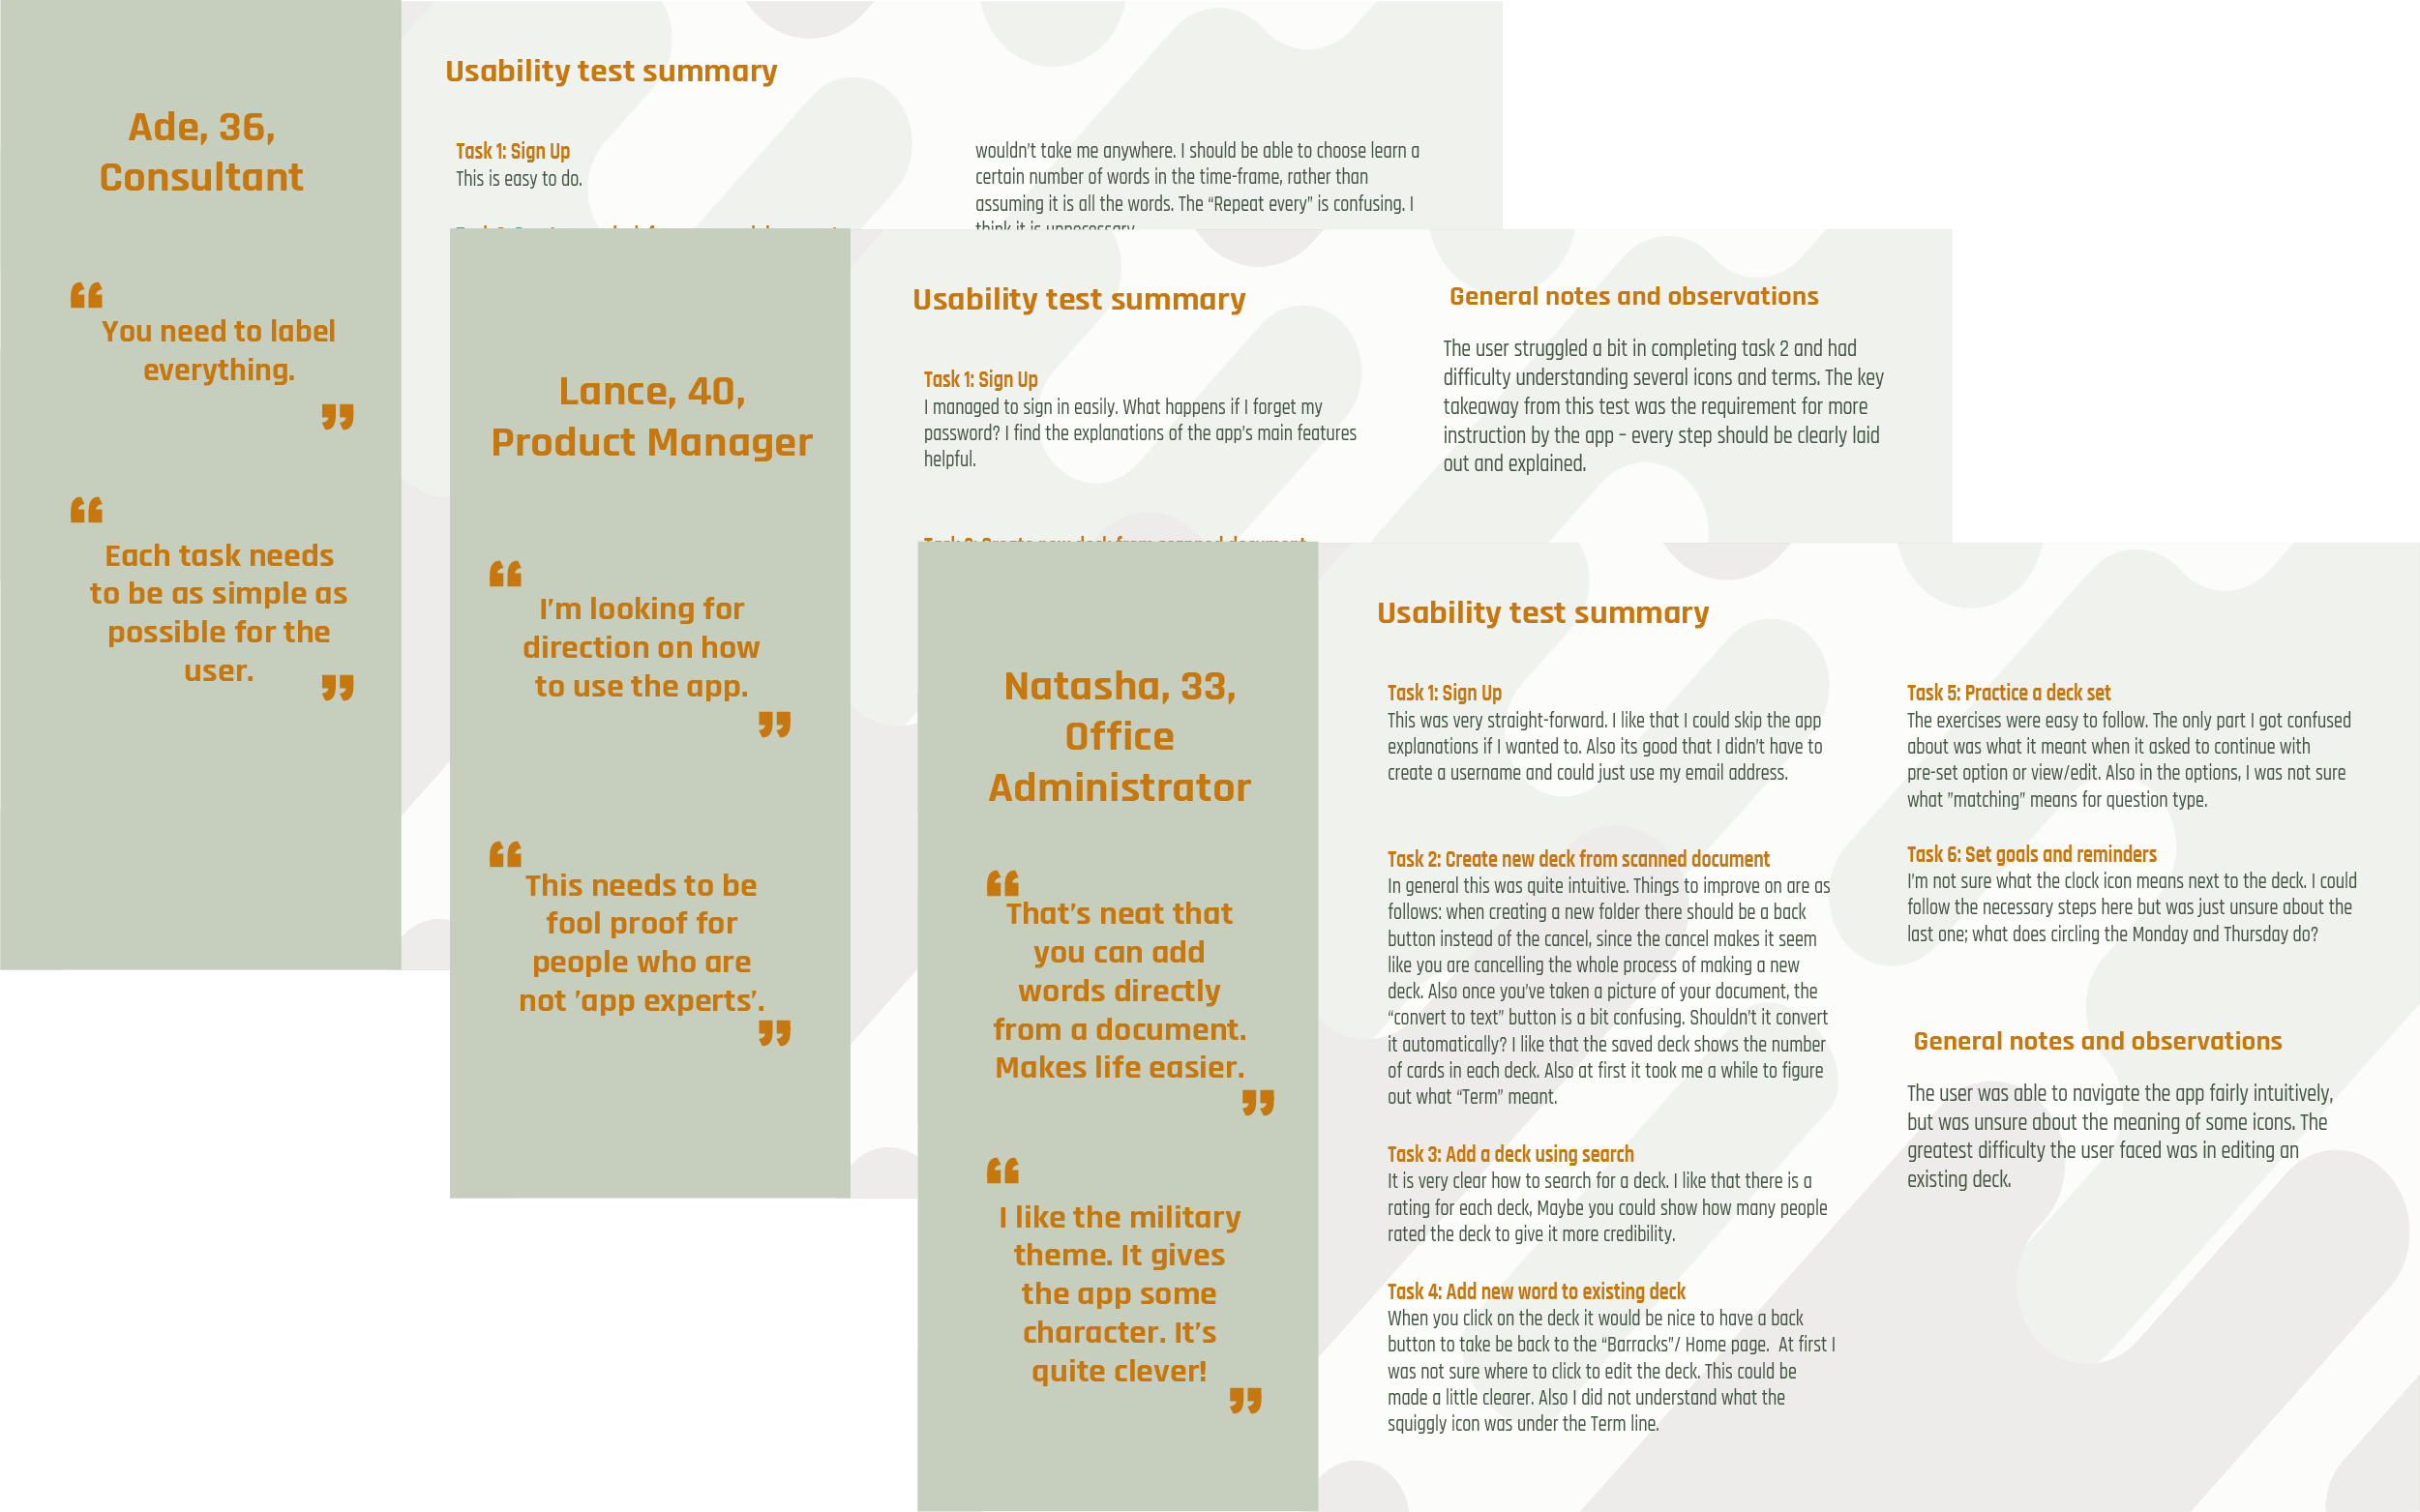 Ade, 36,
Consultant
“
You need to label
everything.
”
“
Each task needs
to be as simple as
possible for the
user.
”
Usability test summary
Task 1: Sign Up
This is easy to do.
wouldn’t take me anywhere. I should be able to choose learn a
certain number of words in the time-frame, rather than
assuming it is all the words. The “Repeat every” is confusing. I
think it is unnecessary
Lance, 40,
Product Manager
“
I’m looking for
direction on how
to use the app.
”
“
This needs to be
fool proof for
people who are
not ’app experts’.
”
Usability test summary
Task 1: Sign Up
I managed to sign in easily. What happens if I forget my
password? I find the explanations of the app’s main features
helpful.
Task 2: Create new deck from scanned document
General notes and observations
The user struggled a bit in completing task 2 and had
difficulty understanding several icons and terms. The key
takeaway from this test was the requirement for more
instruction by the app – every step should be clearly laid
out and explained.
Natasha, 33,
Office
Administrator
“
That’s neat that
you can add
words directly
from a document.
Makes life easier.
”
“
I like the military
theme. It gives
the app some
character. It’s
quite clever!
”
Usability test summary
Task 1: Sign Up
This was very straight-forward. I like that I could skip the app
explanations if I wanted to. Also its good that I didn’t have to
create a username and could just use my email address.
Task 2: Create new deck from scanned document
In general this was quite intuitive. Things to improve on are as
follows: when creating a new folder there should be a back
button instead of the cancel, since the cancel makes it seem
like you are cancelling the whole process of making a new
deck. Also once you’ve taken a picture of your document, the
“convert to text” button is a bit confusing. Shouldn’t it convert
it automatically? I like that the saved deck shows the number
of cards in each deck. Also at first it took me a while to figure
out what “Term” meant.
Task 3: Add a deck using search
It is very clear how to search for a deck. I like that there is a
rating for each deck, Maybe you could show how many people
rated the deck to give it more credibility.
Task 4: Add new word to existing deck
When you click on the deck it would be nice to have a back
button to take be back to the “Barracks”/ Home page.  At first I
was not sure where to click to edit the deck. This could be
made a little clearer. Also I did not understand what the
squiggly icon was under the Term line.
Task 5: Practice a deck set
The exercises were easy to follow. The only part I got confused
about was what it meant when it asked to continue with
pre-set option or view/edit. Also in the options, I was not sure
what ”matching” means for question type.
Task 6: Set goals and reminders
I’m not sure what the clock icon means next to the deck. I could
follow the necessary steps here but was just unsure about the
last one; what does circling the Monday and Thursday do?
General notes and observations
The user was able to navigate the app fairly intuitively,
but was unsure about the meaning of some icons. The
greatest difficulty the user faced was in editing an
existing deck.